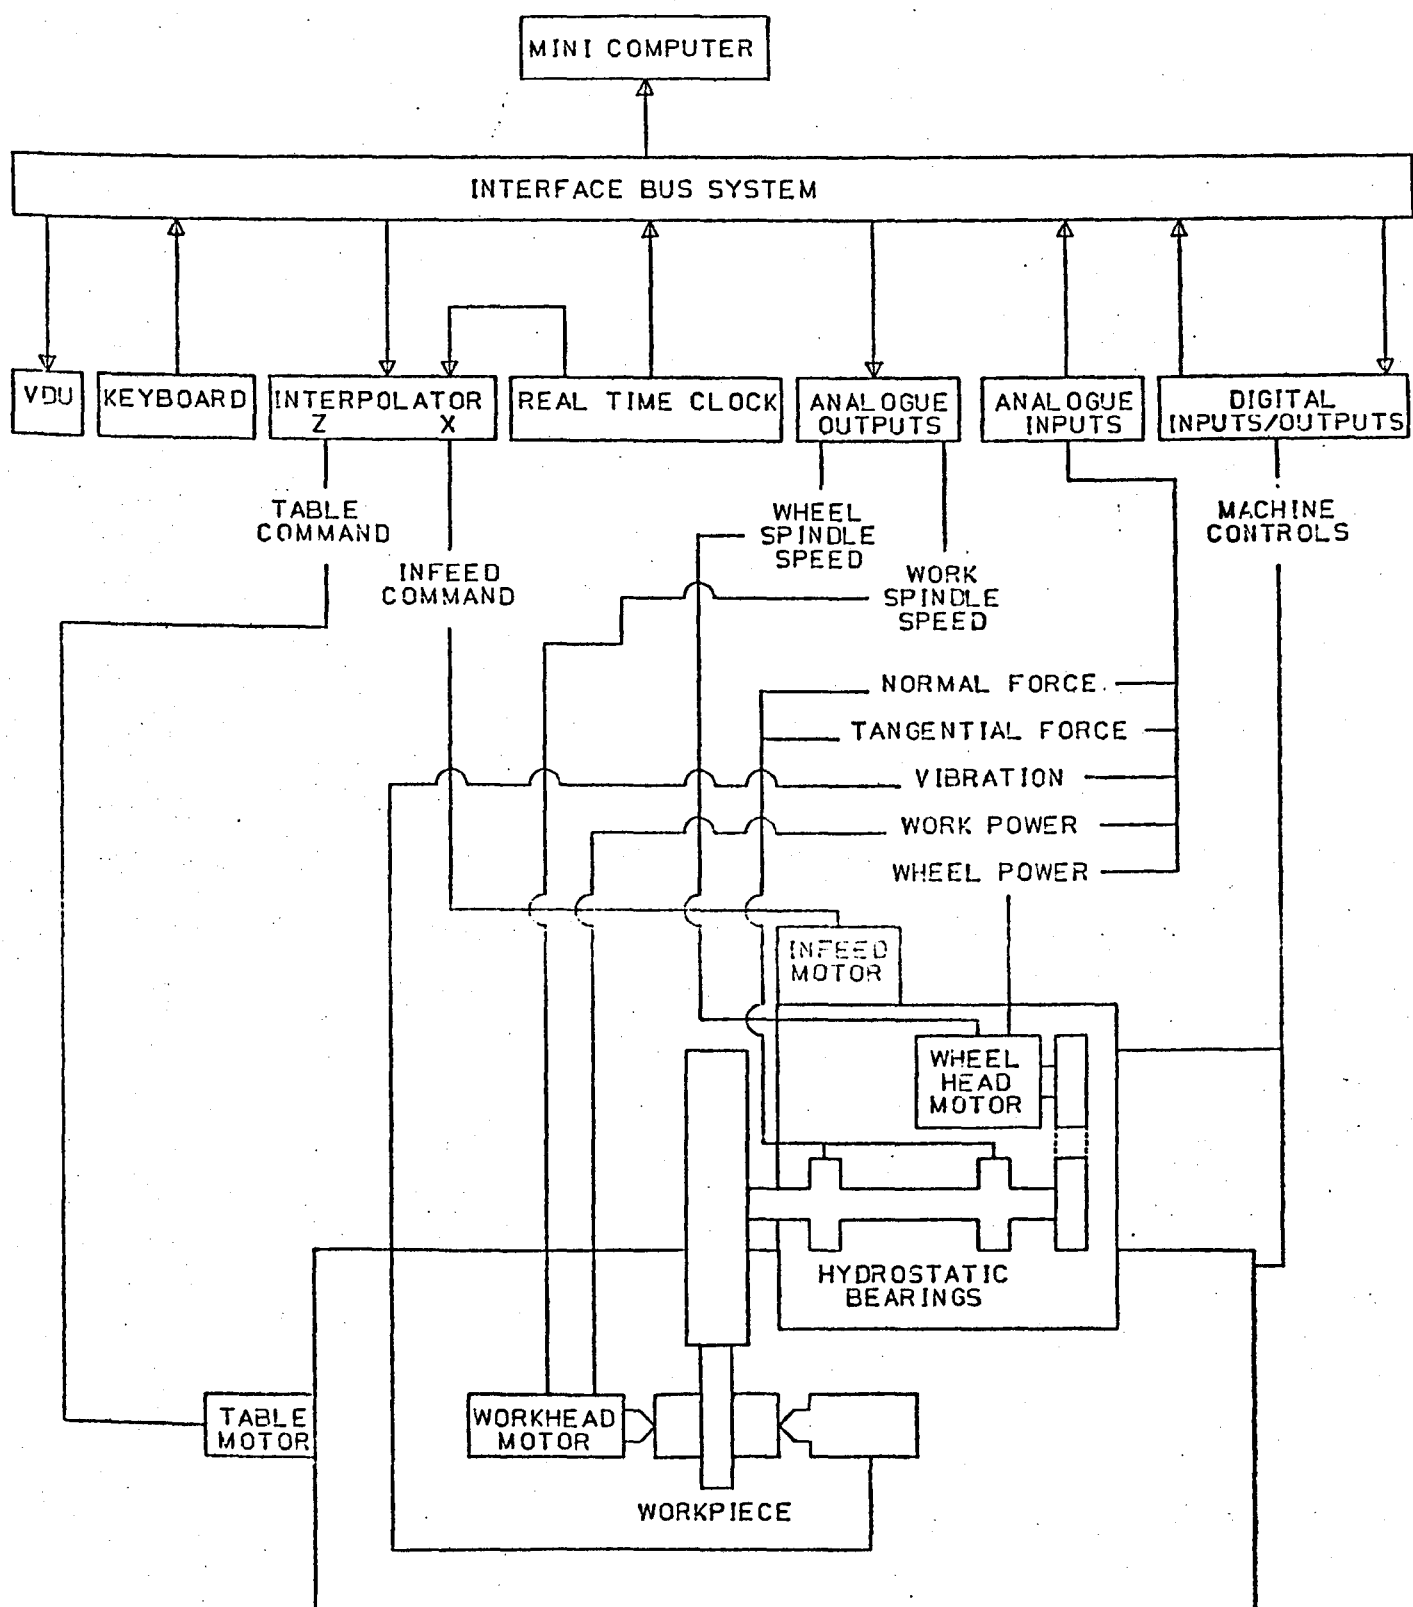 MINI COMPUTER
INTERFACE BUS SYSTEM
VDU
KEYBOARD
INTERPOLATOR
Z X
REAL TIME CLOCK
ANALOGUE
OUTPUTS
ANALOGUE
INPUTS
DIGITAL
INPUTS/OUTPUTS
TABLE
COMMAND
INFEED
COMMAND
WHEEL
SPINDLE
SPEED
WORK
SPINDLE
SPEED
MACHINE
CONTROLS
NORMAL FORCE
TANGENTIAL FORCE
VIBRATION
WORK POWER
WHEEL POWER
INFEED
MOTOR
WHEEL
HEAD
MOTOR
HYDROSTATIC
BEARINGS
TABLE
MOTOR
WORKHEAD
MOTOR
WORKPIECE